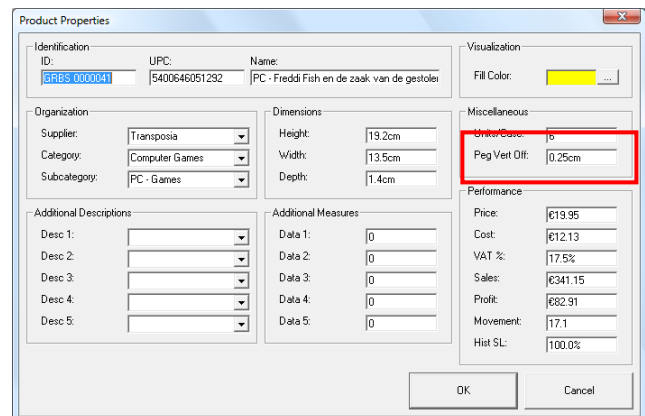 Product Properties
Identification
ID: UPC: Name:
GRBS 0000041 5400646051292 PC - Freddi Fish en de zaak van de gestoler
Visualization
Fill Color: ...
Organization
Supplier: Transposia
Category: Computer Games
Subcategory: PC - Games
Dimensions
Height: 19.2cm
Width: 13.5cm
Depth: 1.4cm
Miscellaneous
Units/Case: 6
Peg Vert Off: 0.25cm
Additional Descriptions
Desc 1:
Desc 2:
Desc 3:
Desc 4:
Desc 5:
Additional Measures
Data 1: 0
Data 2: 0
Data 3: 0
Data 4: 0
Data 5: 0
Performance
Price: €19.95
Cost: €12.13
VAT %: 17.5%
Sales: €341.15
Profit: €82.91
Movement: 17.1
Hist SL: 100.0%
OK Cancel